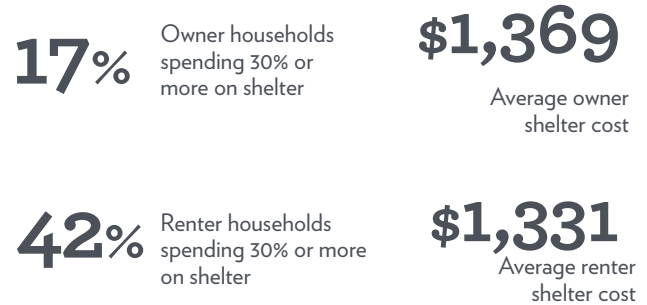 17%
Owner households
spending 30% or
more on shelter
$1,369
Average owner
shelter cost
42%
Renter households
spending 30% or more
on shelter
$1,331
Average renter
shelter cost